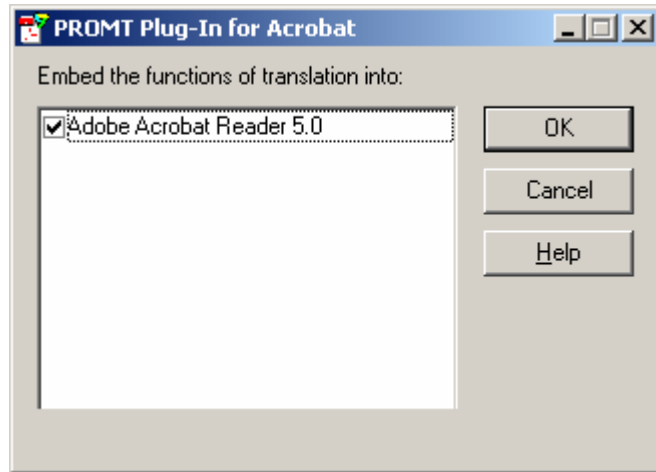 PROMT Plug-In for Acrobat
Embed the functions of translation into:
Adobe Acrobat Reader 5.0
OK
Cancel
Help